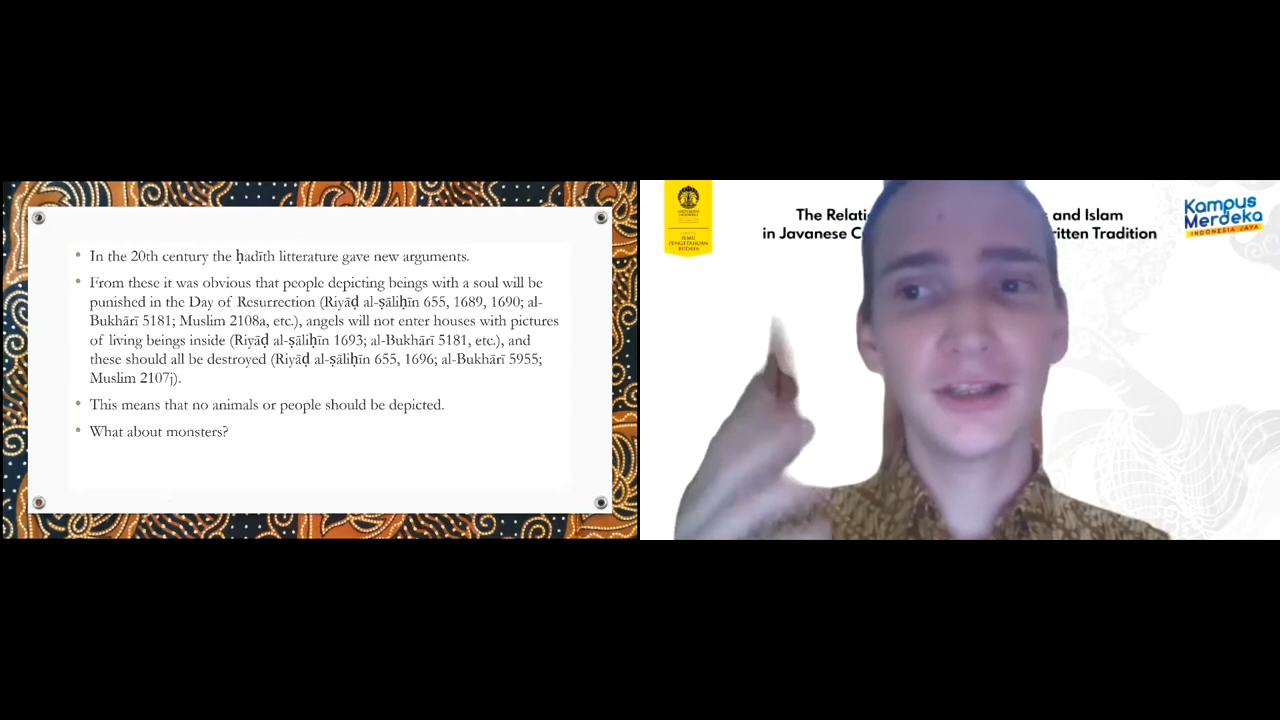 In the 20th century the ḥadīth litterature gave new arguments.
From these it was obvious that people depicting beings with a soul will be
punished in the Day of Resurrection (Riyāḍ al-ṣāliḥīn 655, 1689, 1690; al-
Bukhārī 5181; Muslim 2108a, etc.), angels will not enter houses with pictures
of living beings inside (Riyāḍ al-ṣāliḥīn 1693; al-Bukhārī 5181, etc.), and
these should all be destroyed (Riyāḍ al-ṣāliḥīn 655, 1696; al-Bukhārī 5955;
Muslim 2107j).
This means that no animals or people should be depicted.
What about monsters?
ILMU
PENGETAHUAN
BUDAYA
The and Islam
in Javanese Tradition
Kampus
Merdeka
INDONESIA JAYA